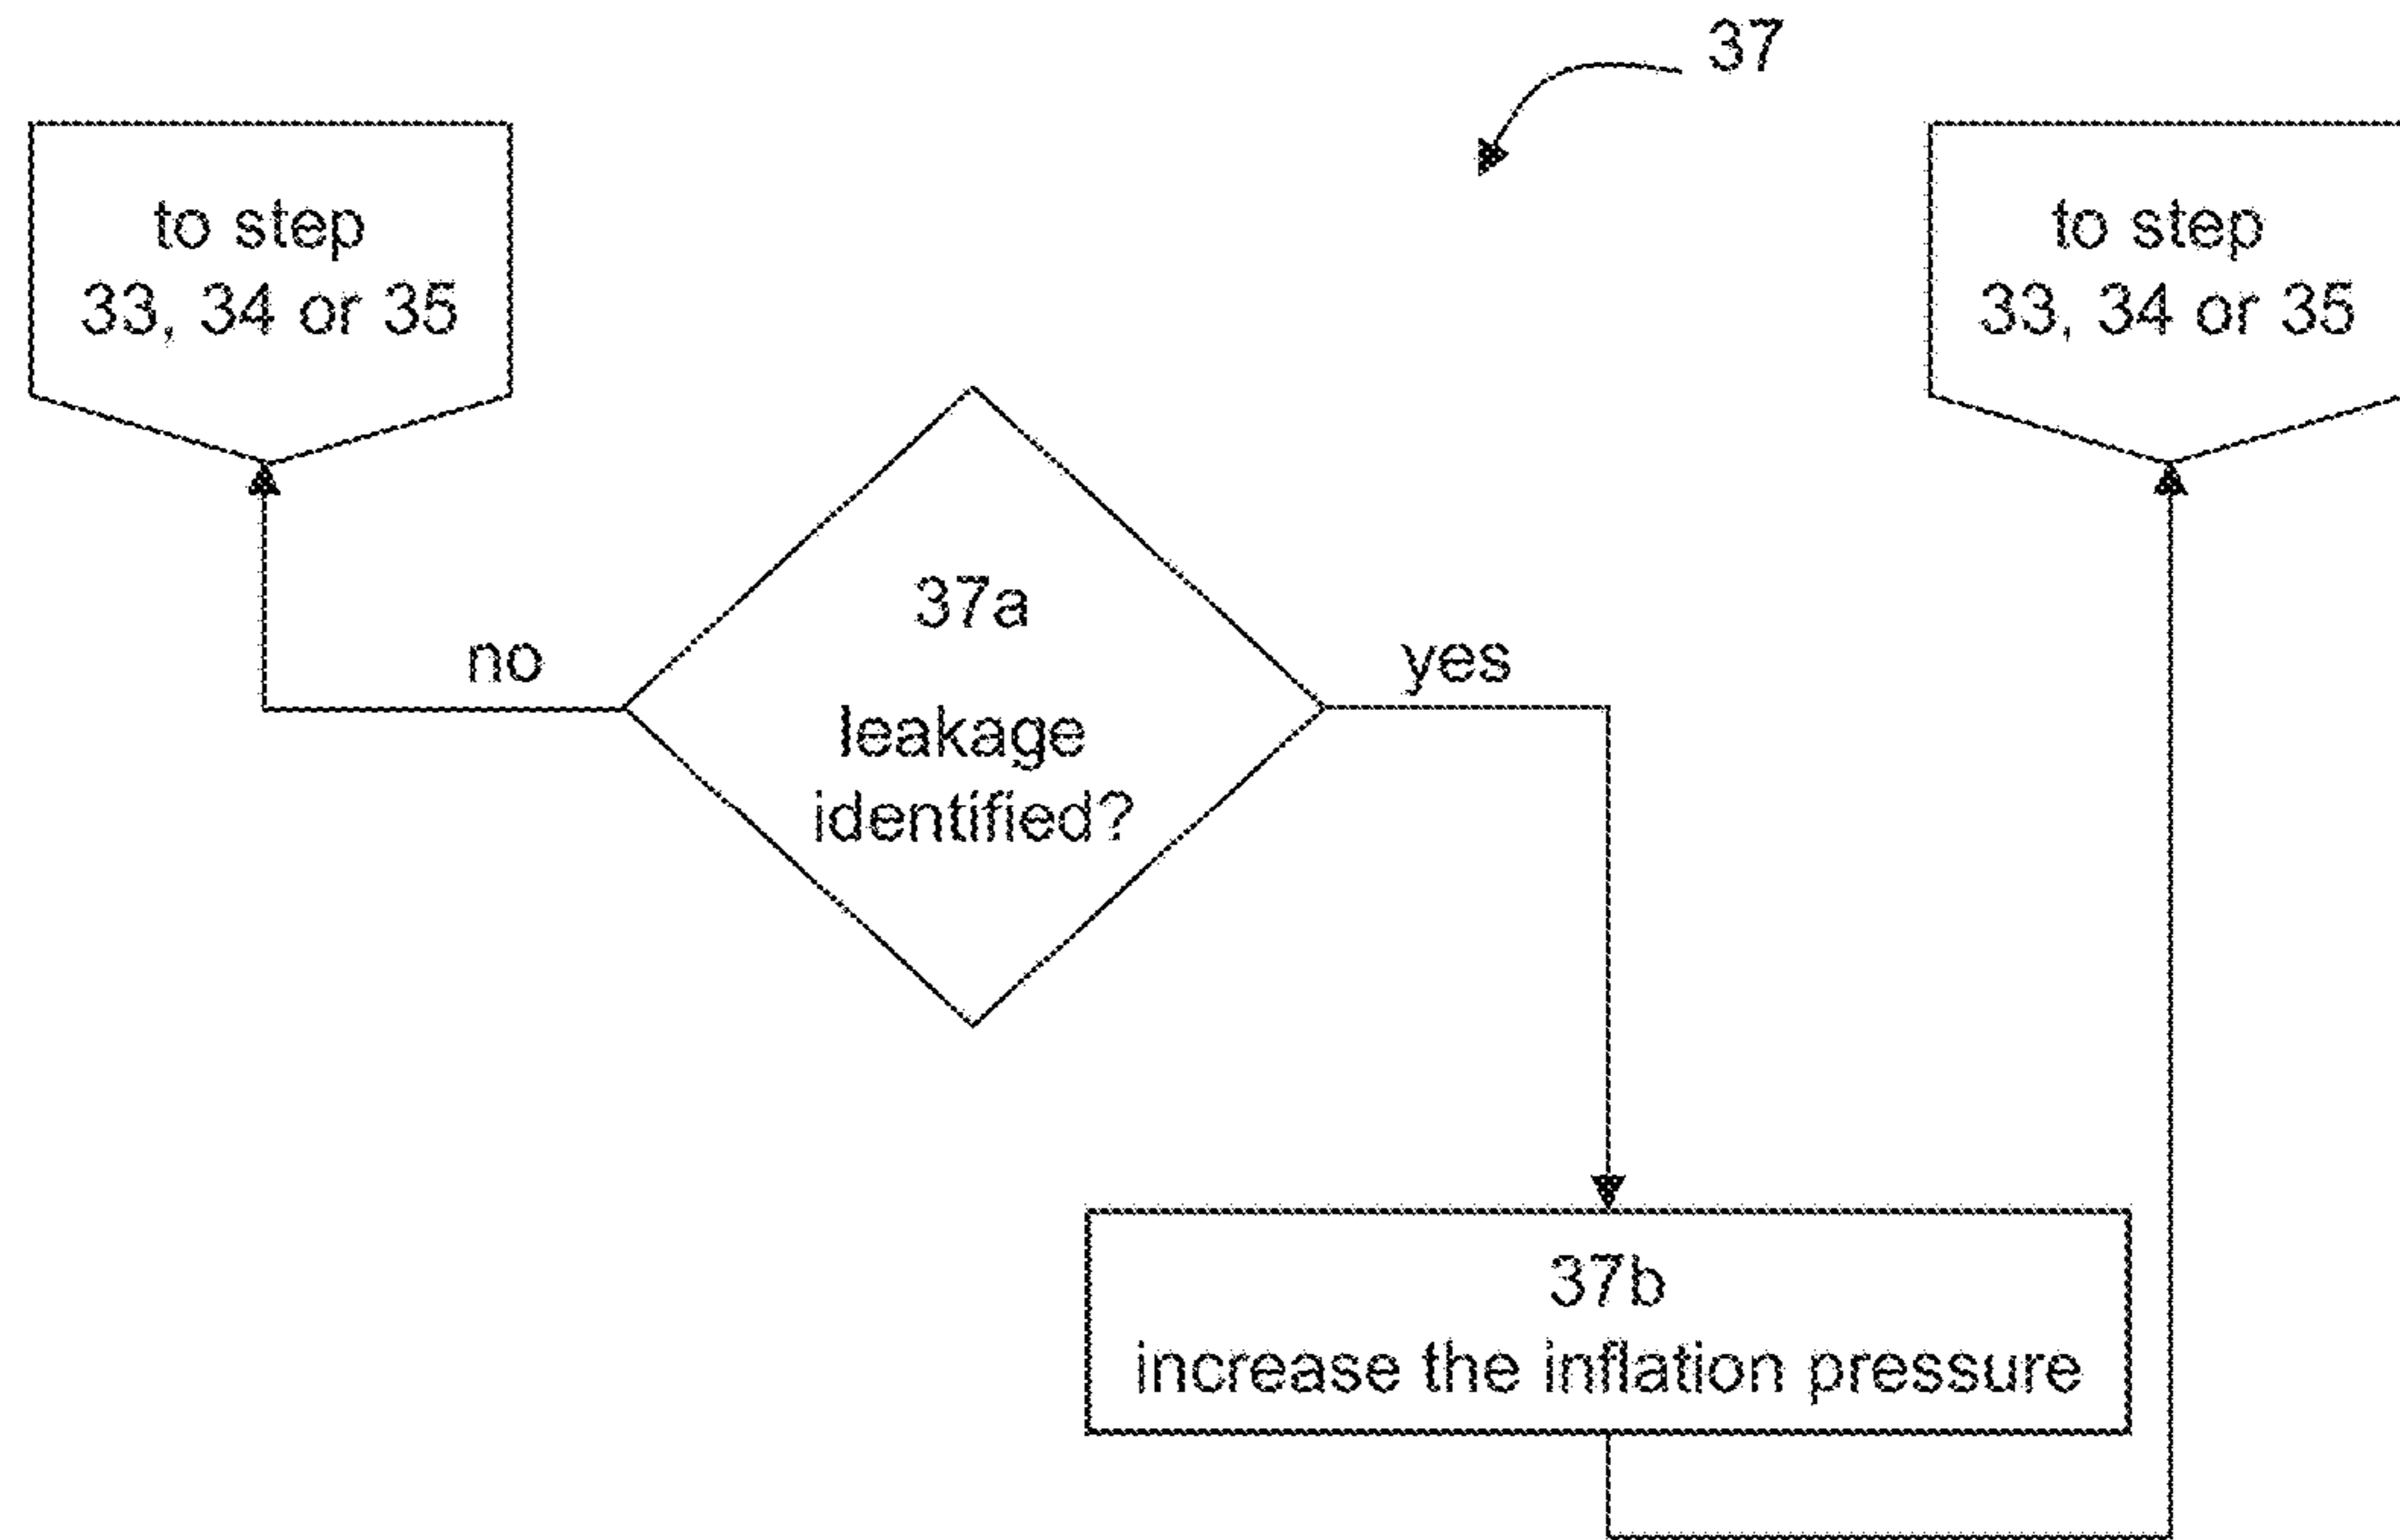 37
to step
33, 34 or 35
to step
33, 34 or 35
37a
leakage
identified?
no
yes
37b
increase the inflation pressure